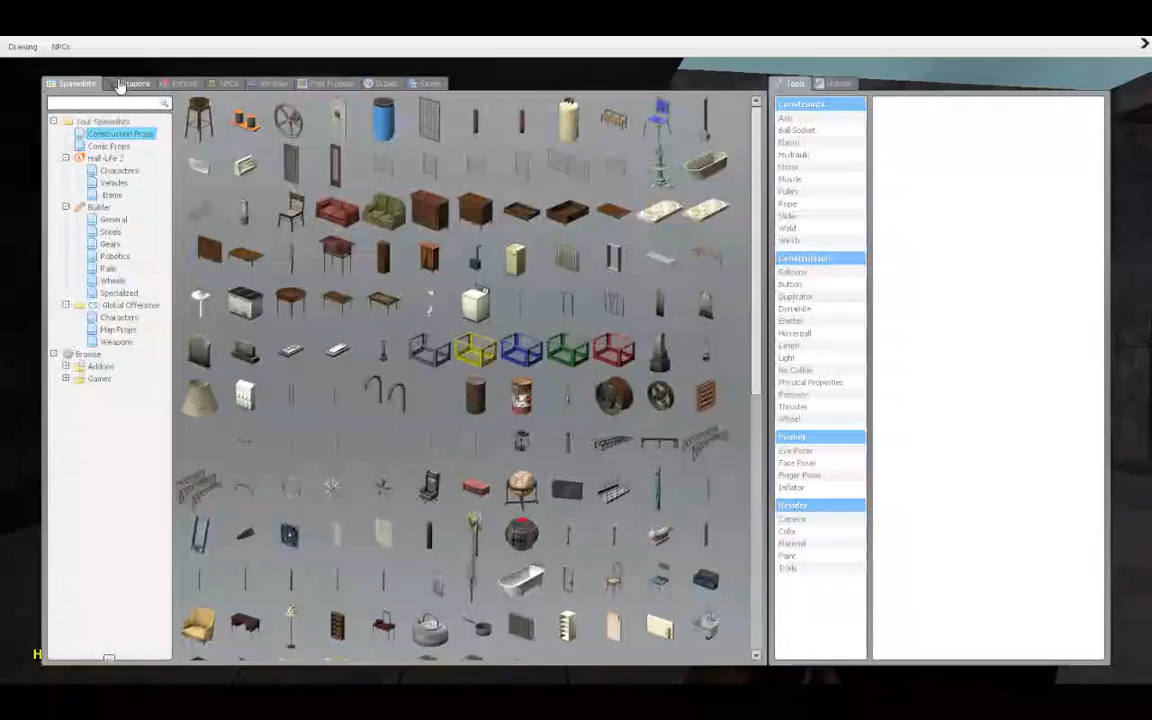 Drawing NPCs
Spawnlists Weapons Entities NPCs Vehicles Post Process Dupes Saves
Tools Utilities
Your Spawnlists
Construction Props
Comic Props
Half-Life 2
Characters
Vehicles
Items
Builder
General
Steels
Gears
Robotics
Rails
Wheels
Specialized
CS: Global Offensive
Characters
Map Props
Weapons
Browse
Addons
Games
Constraints
Axis
Ball Socket
Elastic
Hydraulic
Motor
Muscle
Pulley
Rope
Slider
Weld
Winch
Construction
Balloons
Button
Duplicator
Dynamite
Emitter
Hoverball
Lamps
Light
No Collide
Physical Properties
Remover
Thruster
Wheel
Posing
Eye Poser
Face Poser
Finger Poser
Inflator
Render
Camera
Color
Material
Paint
Trails
H